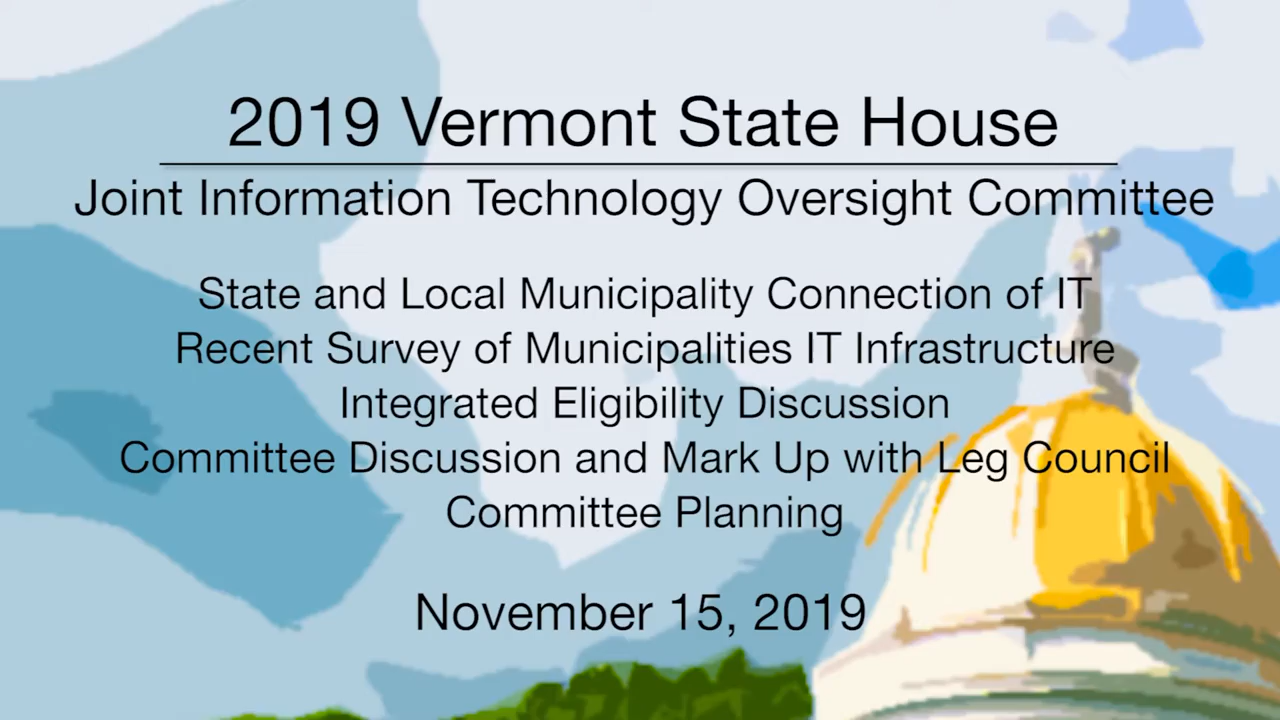 2019 Vermont State House
Joint Information Technology Oversight Committee
State and Local Municipality Connection of IT
Recent Survey of Municipalities IT Infrastructure
Integrated Eligibility Discussion
Committee Discussion and Mark Up with Leg Council
Committee Planning
November 15, 2019